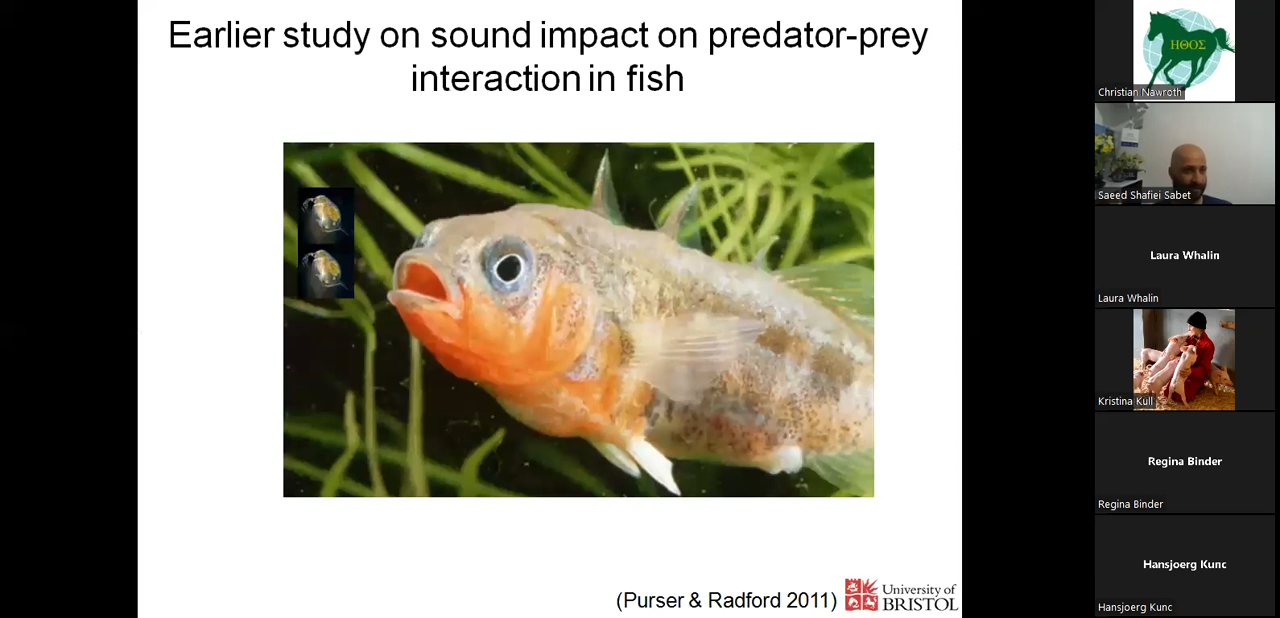 Earlier study on sound impact on predator-prey
interaction in fish
(Purser & Radford 2011)
University of
BRISTOL
ΗΘΟΣ
Christian Nawroth
Saeed Shafiei Sabet
Laura Whalin
Laura Whalin
Kristina Kull
Regina Binder
Regina Binder
Hansjoerg Kunc
Hansjoerg Kunc